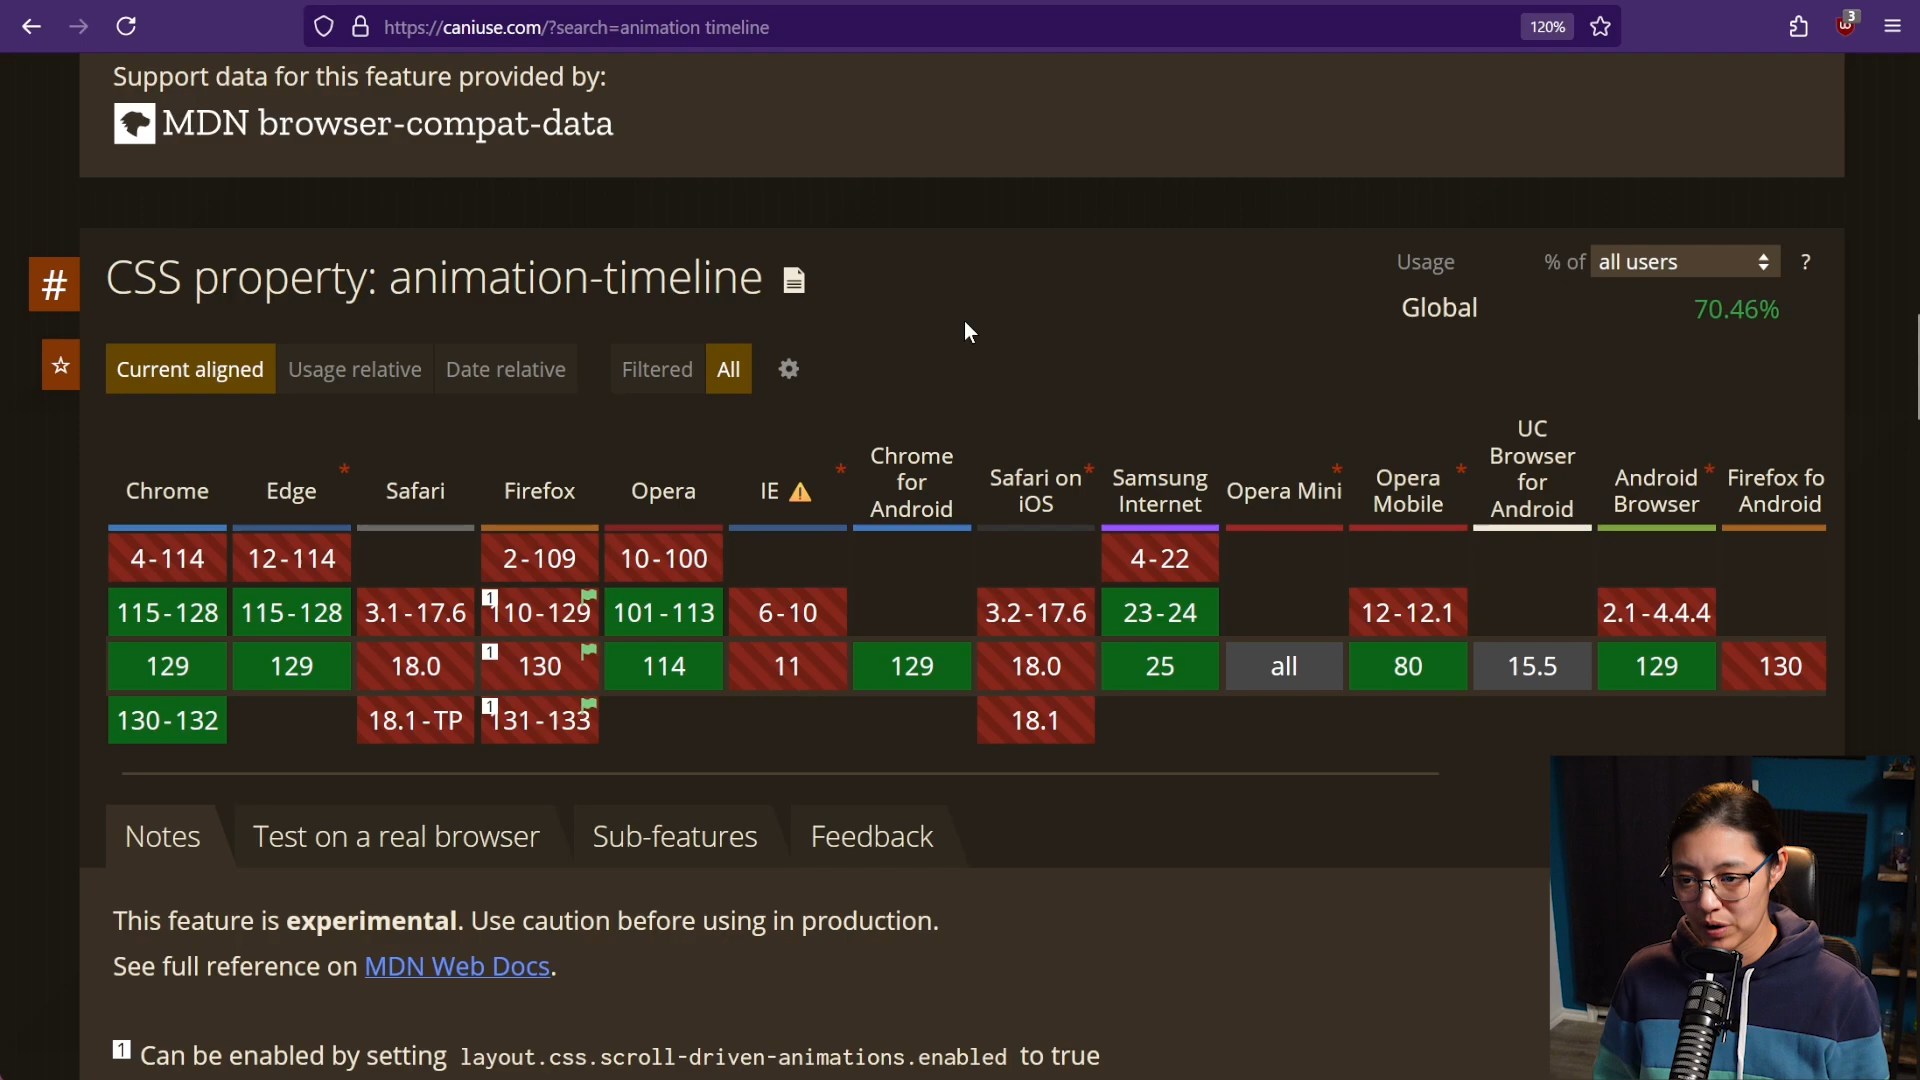 https://caniuse.com/?search=animation timeline
120%
3
Support data for this feature provided by:
MDN browser-compat-data
#
CSS property: animation-timeline
Usage % of all users ?
Global 70.46%
Current aligned Usage relative Date relative Filtered All
Chrome
Edge *
Safari
Firefox
Opera
IE *
Chrome for Android
Safari on iOS *
Samsung Internet
Opera Mini *
Opera Mobile *
UC Browser for Android
Android Browser *
Firefox fo Android
4-114 12-114 2-109 10-100 4-22
115-128 115-128 3.1-17.6 1 110-129 101-113 6-10 3.2-17.6 23-24 12-12.1 2.1-4.4.4
129 129 18.0 1 130 114 11 129 18.0 25 all 80 15.5 129 130
130-132 18.1-TP 1 131-133 18.1
Notes Test on a real browser Sub-features Feedback
This feature is experimental. Use caution before using in production.
See full reference on MDN Web Docs.
1 Can be enabled by setting layout.css.scroll-driven-animations.enabled to true